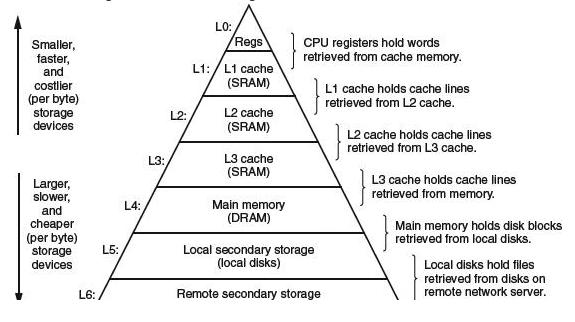 L0:
Regs
CPU registers hold words
retrieved from cache memory.
Smaller,
faster,
and
costlier
(per byte)
storage
devices
L1:
L1 cache
(SRAM)
L1 cache holds cache lines
retrieved from L2 cache.
L2:
L2 cache
(SRAM)
L2 cache holds cache lines
retrieved from L3 cache.
L3:
L3 cache
(SRAM)
L3 cache holds cache lines
retrieved from memory.
Larger,
slower,
and
cheaper
(per byte)
storage
devices
L4:
Main memory
(DRAM)
Main memory holds disk blocks
retrieved from local disks.
L5:
Local secondary storage
(local disks)
Local disks hold files
retrieved from disks on
remote network server.
L6:
Remote secondary storage